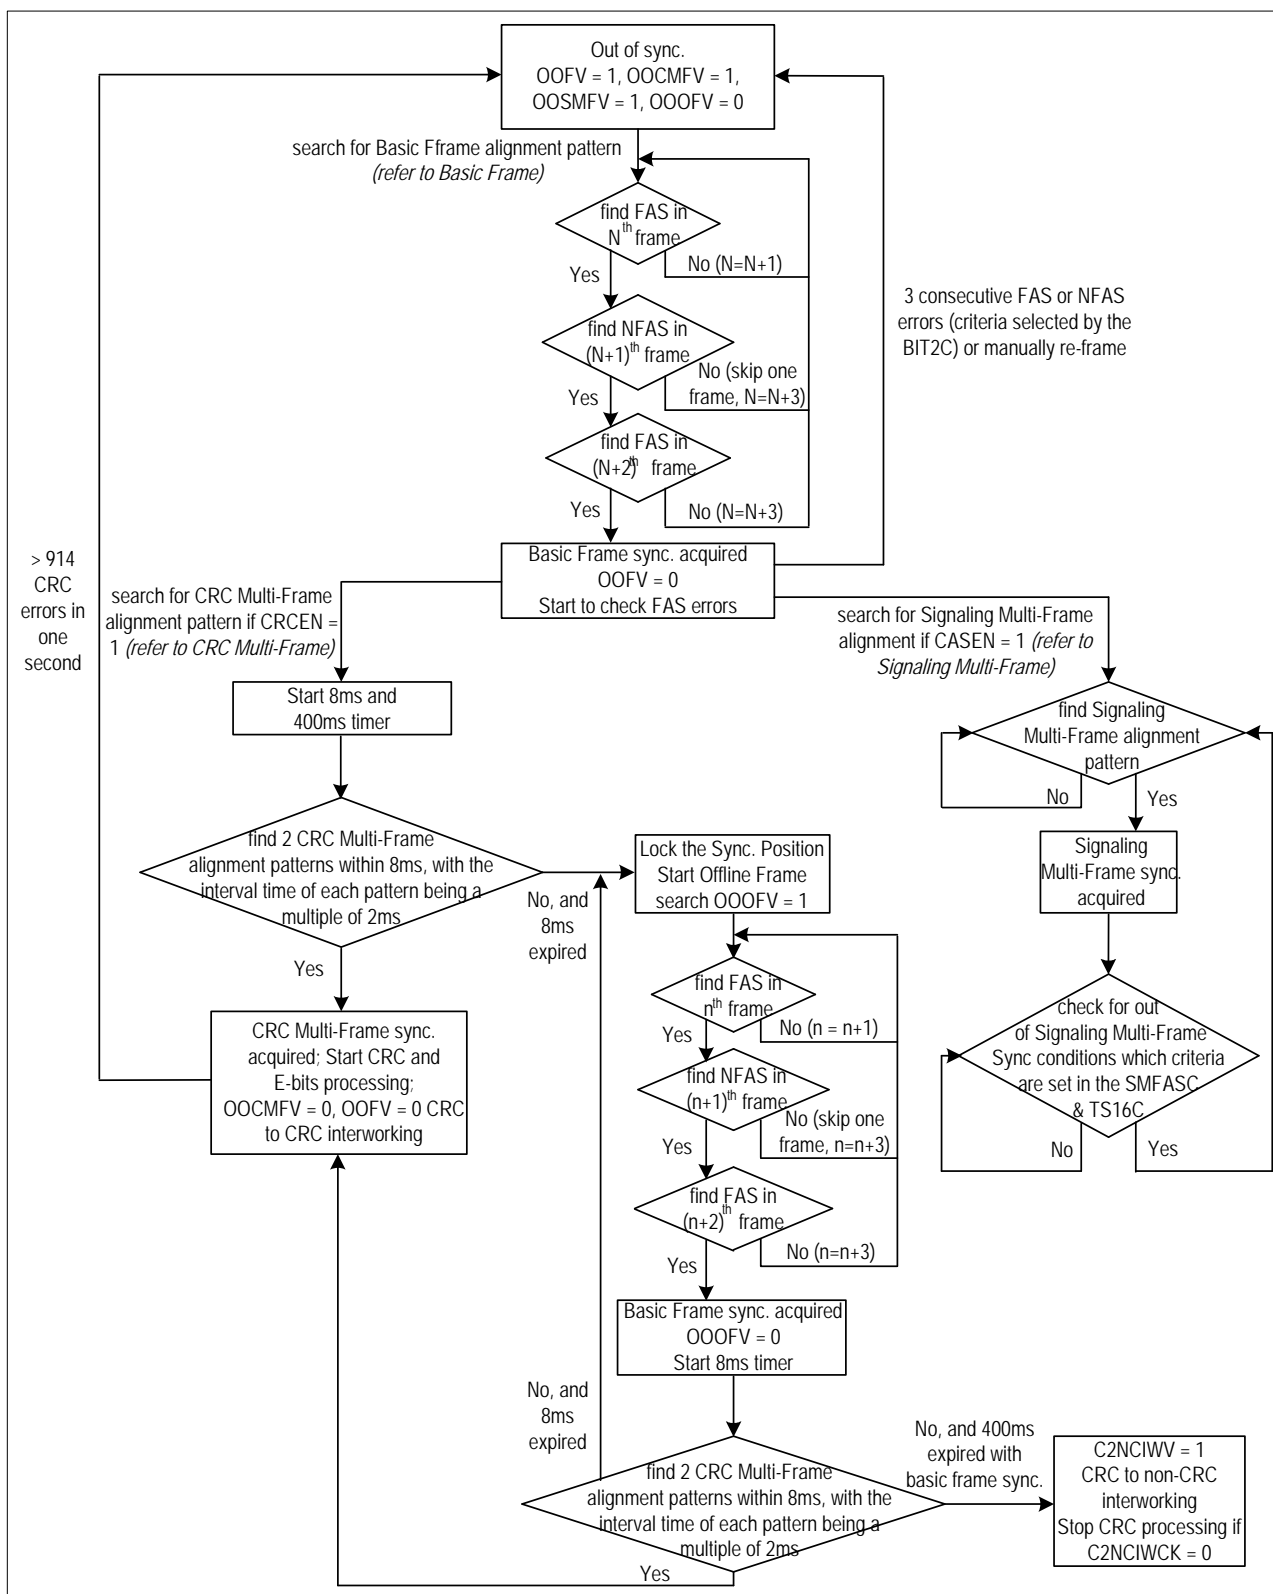 Out of sync.
OOFV = 1, OOCMFV = 1,
OOSMFV = 1, OOOFV = 0
search for Basic Fframe alignment pattern
(refer to Basic Frame)
find FAS in
Nth frame
No (N=N+1)
Yes
find NFAS in
(N+1)th frame
No (skip one
frame, N=N+3)
Yes
find FAS in
(N+2)th frame
No (N=N+3)
Yes
3 consecutive FAS or NFAS
errors (criteria selected by the
BIT2C) or manually re-frame
Basic Frame sync. acquired
OOFV = 0
Start to check FAS errors
> 914
CRC
errors in
one
second
search for CRC Multi-Frame
alignment pattern if CRCEN =
1 (refer to CRC Multi-Frame)
search for Signaling Multi-Frame
alignment if CASEN = 1 (refer to
Signaling Multi-Frame)
Start 8ms and
400ms timer
find Signaling
Multi-Frame alignment
pattern
No
Yes
find 2 CRC Multi-Frame
alignment patterns within 8ms, with the
interval time of each pattern being a
multiple of 2ms
No, and
8ms
expired
Yes
Lock the Sync. Position
Start Offline Frame
search OOOFV = 1
Signaling
Multi-Frame sync.
acquired
find FAS in
nth frame
No (n = n+1)
Yes
CRC Multi-Frame sync.
acquired; Start CRC and
E-bits processing;
OOCMFV = 0, OOFV = 0 CRC
to CRC interworking
check for out
of Signaling Multi-Frame
Sync conditions which criteria
are set in the SMFASC
& TS16C
No
Yes
find NFAS in
(n+1)th frame
No (skip one
frame, n=n+3)
Yes
find FAS in
(n+2)th frame
No (n=n+3)
Yes
Basic Frame sync. acquired
OOOFV = 0
Start 8ms timer
No, and
8ms
expired
find 2 CRC Multi-Frame
alignment patterns within 8ms, with the
interval time of each pattern being a
multiple of 2ms
Yes
No, and 400ms
expired with
basic frame sync.
C2NCIWV = 1
CRC to non-CRC
interworking
Stop CRC processing if
C2NCIWCK = 0